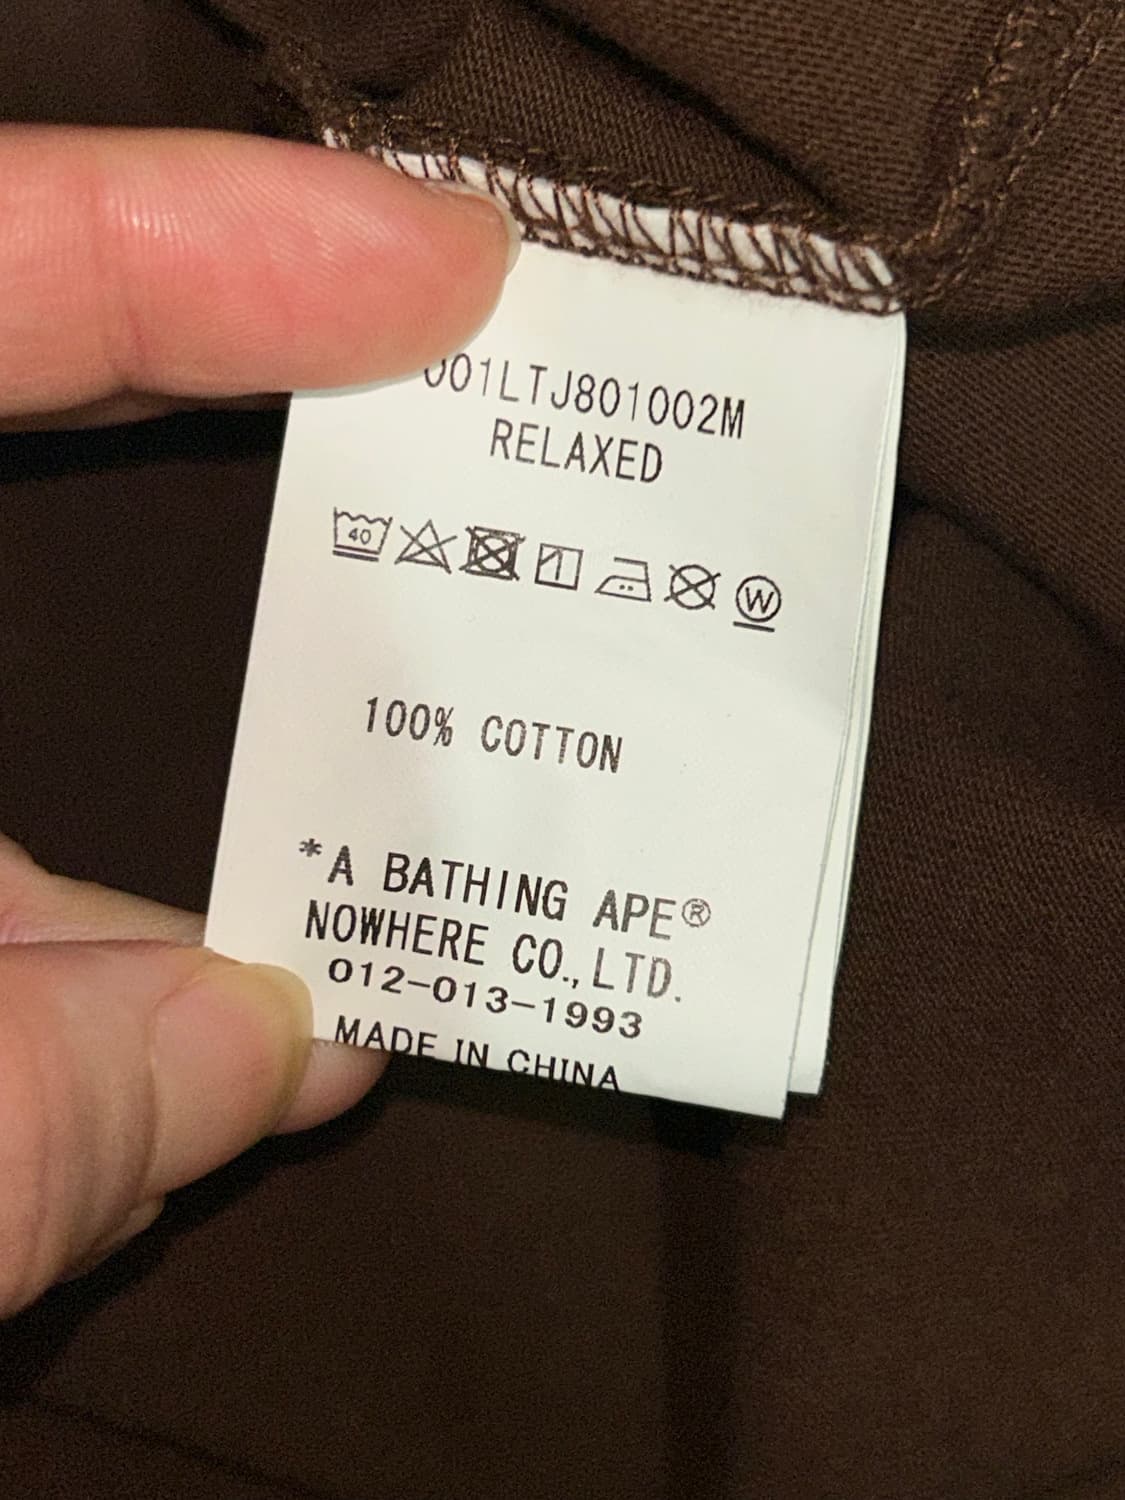 001LTJ801002M
RELAXED
40
W
100% COTTON
*A BATHING APE®
NOWHERE CO.,LTD.
012-013-1993
MADE IN CHINA